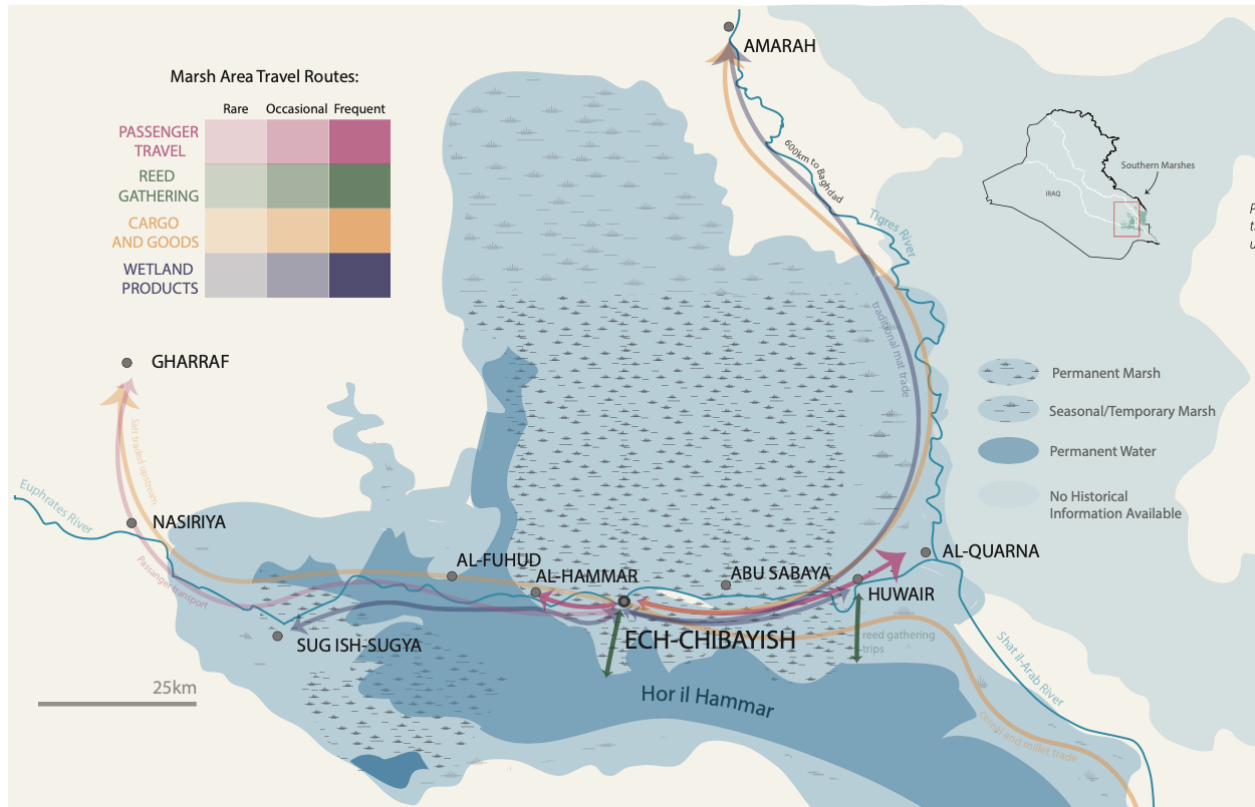 Marsh Area Travel Routes:
Rare Occasional Frequent
PASSENGER
TRAVEL
REED
GATHERING
CARGO
AND GOODS
WETLAND
PRODUCTS
AMARAH
600km to Baghdad
Tigres River
traditional mat trade
IRAQ
Southern Marshes
Permanent Marsh
Seasonal/Temporary Marsh
Permanent Water
No Historical
Information Available
GHARRAF
Salt traded upstream
Euphrates River
NASIRIYA
Passanger transport
AL-FUHUD
AL-HAMMAR
ABU SABAYA
AL-QUARNA
HUWAIR
SUG ISH-SUGYA
ECH-CHIBAYISH
reed gathering
trips
Hor il Hammar
Shat il-Arab River
cereal and millet trade
25km